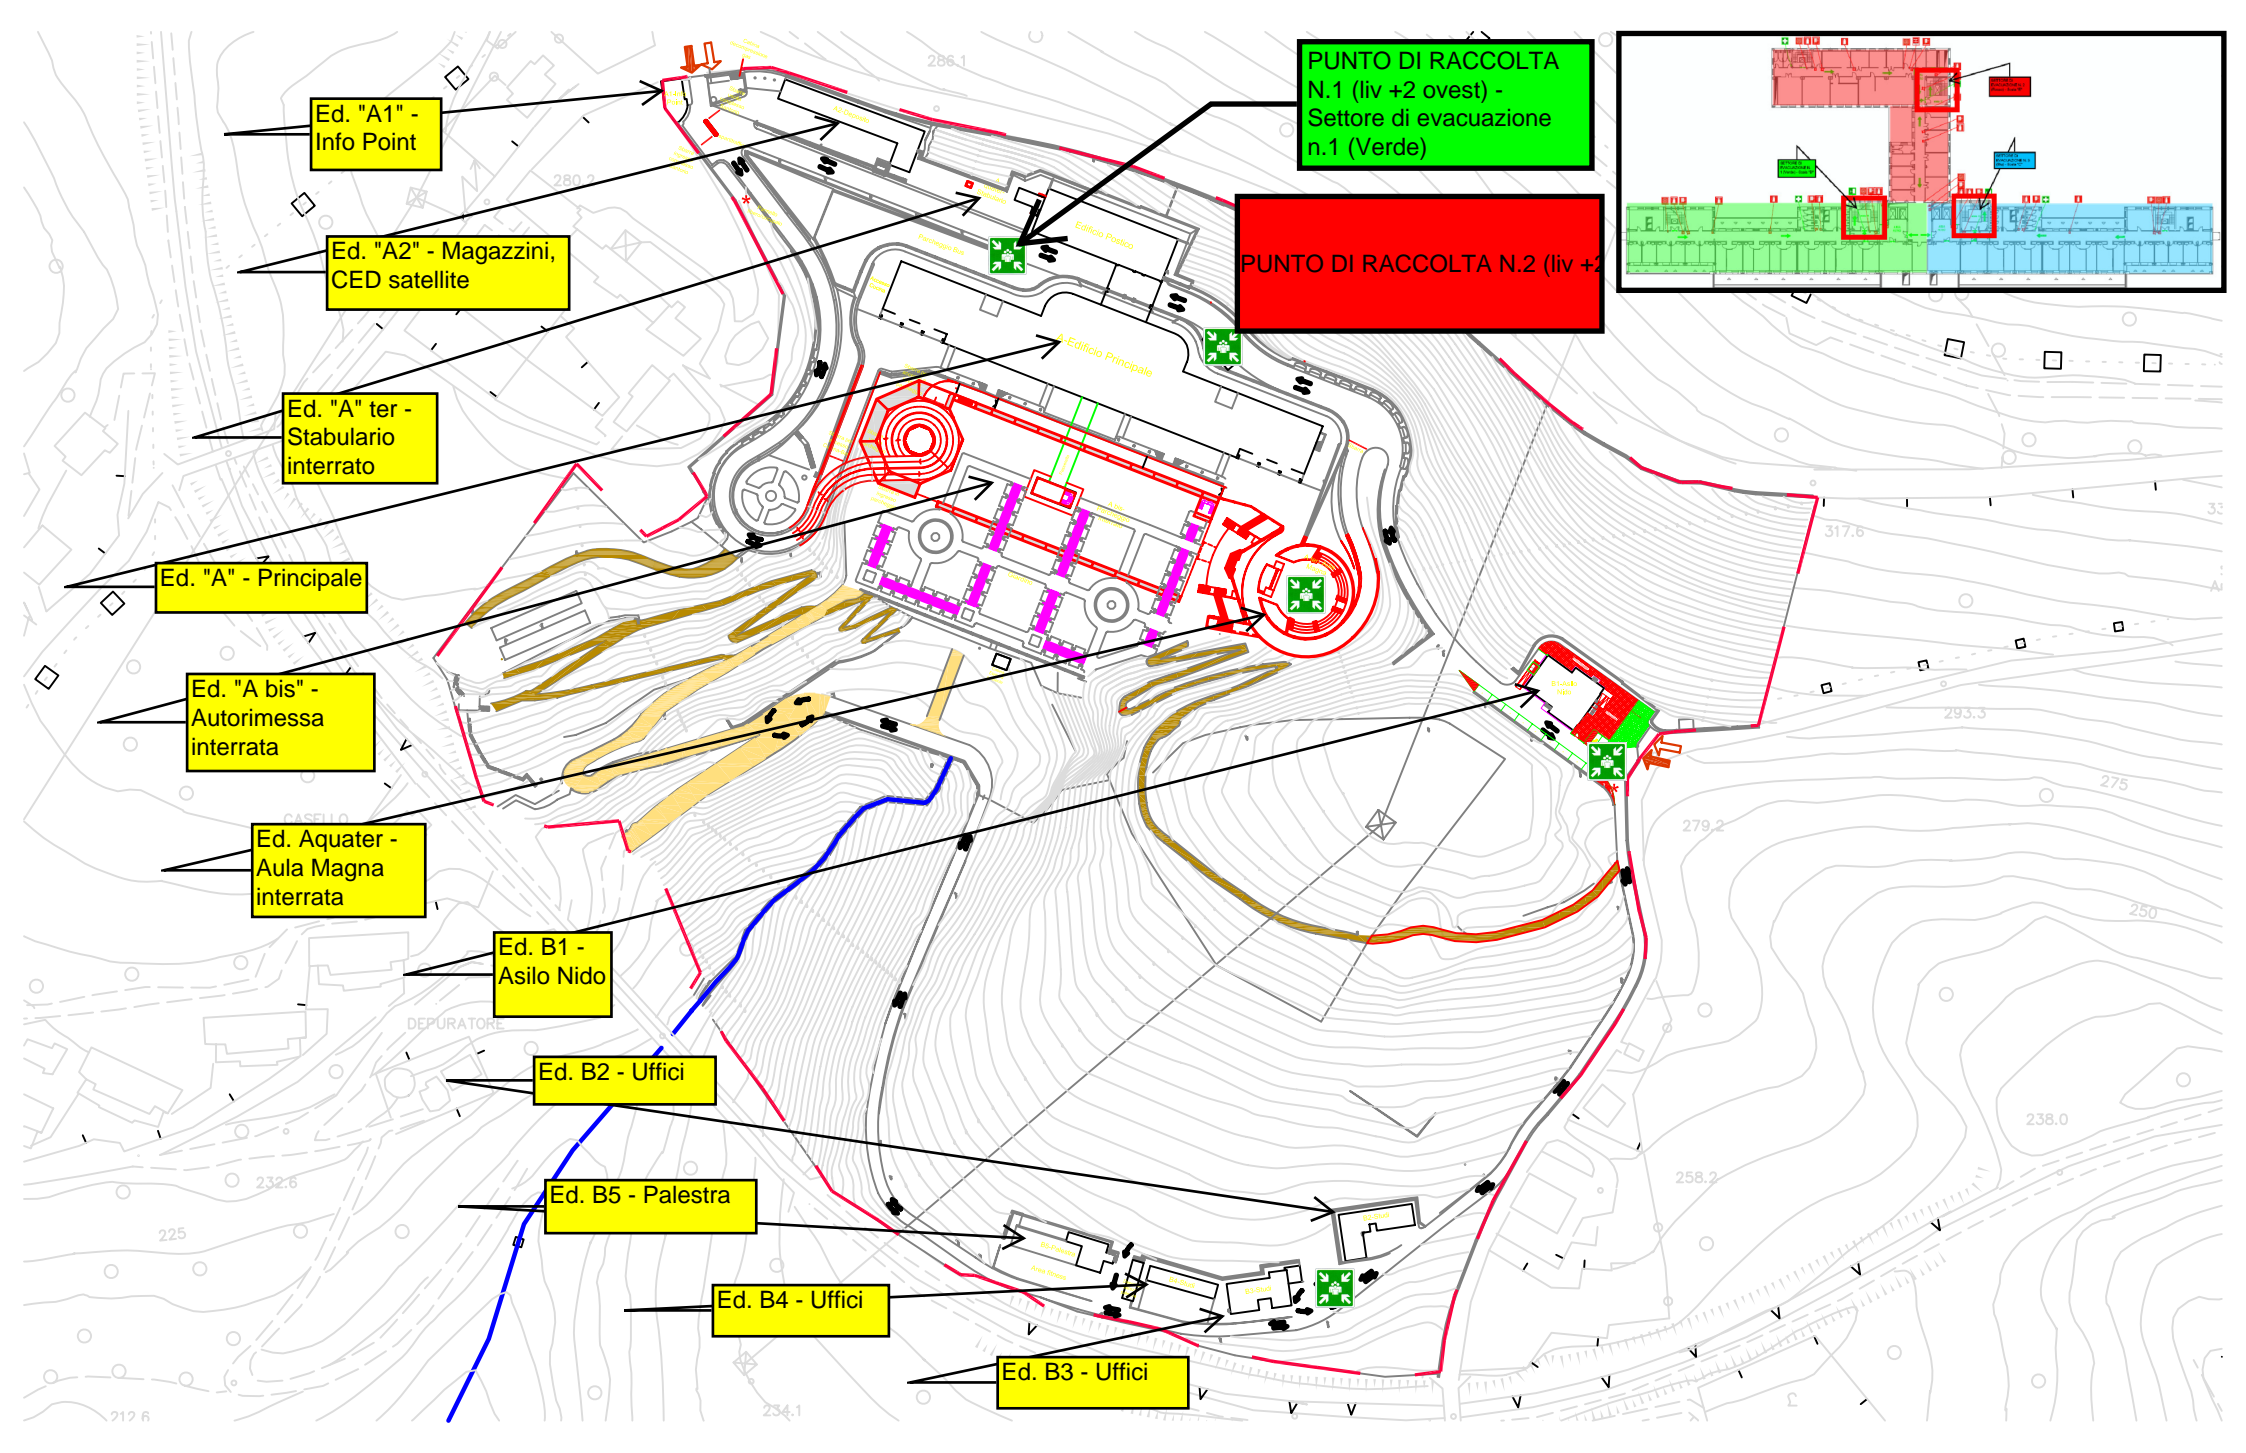 PUNTO DI RACCOLTA
N.1 (liv +2 ovest) -
Settore di evacuazione
n.1 (Verde)
286.1
Ed. "A1" -
Info Point
280.2
Ed. "A2" - Magazzini,
CED satellite
PUNTO DI RACCOLTA N.2 (liv +2
Edificio Pratico
A-Edificio Principale
Ed. "A" ter -
Stabulario
interrato
317.6
Ed. "A" - Principale
Ed. "A bis" -
Autorimessa
interrata
293.3
275
279.2
CASELLO
Ed. Aquater -
Aula Magna
interrata
250
Ed. B1 -
Asilo Nido
DEPURATORE
Ed. B2 - Uffici
238.0
258.2
232.6
Ed. B5 - Palestra
225
Ed. B4 - Uffici
Ed. B3 - Uffici
234.1
212.6